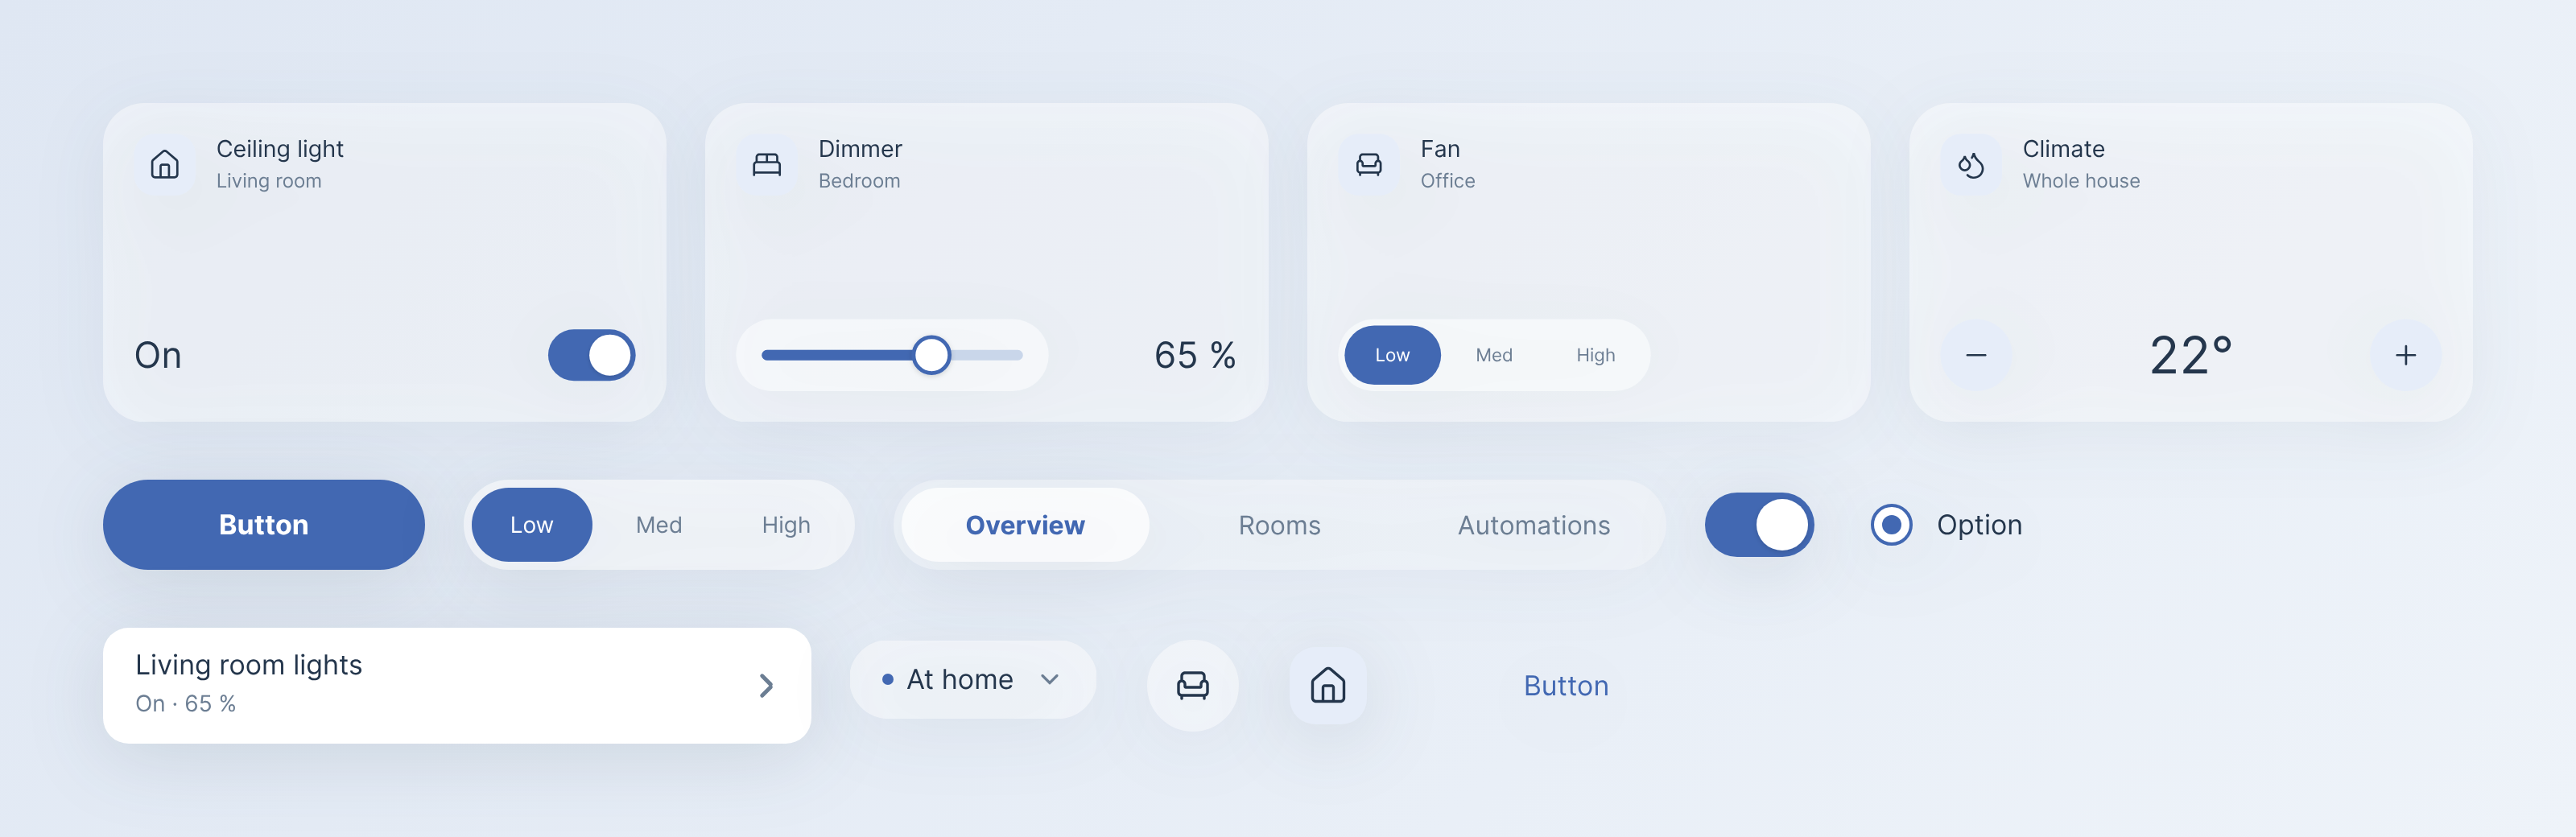 Ceiling light
Living room
On
Dimmer
Bedroom
65 %
Fan
Office
Low Med High
Climate
Whole house
− 22° +
Button
Low Med High
Overview Rooms Automations
Option
Living room lights
On · 65 %
At home
Button